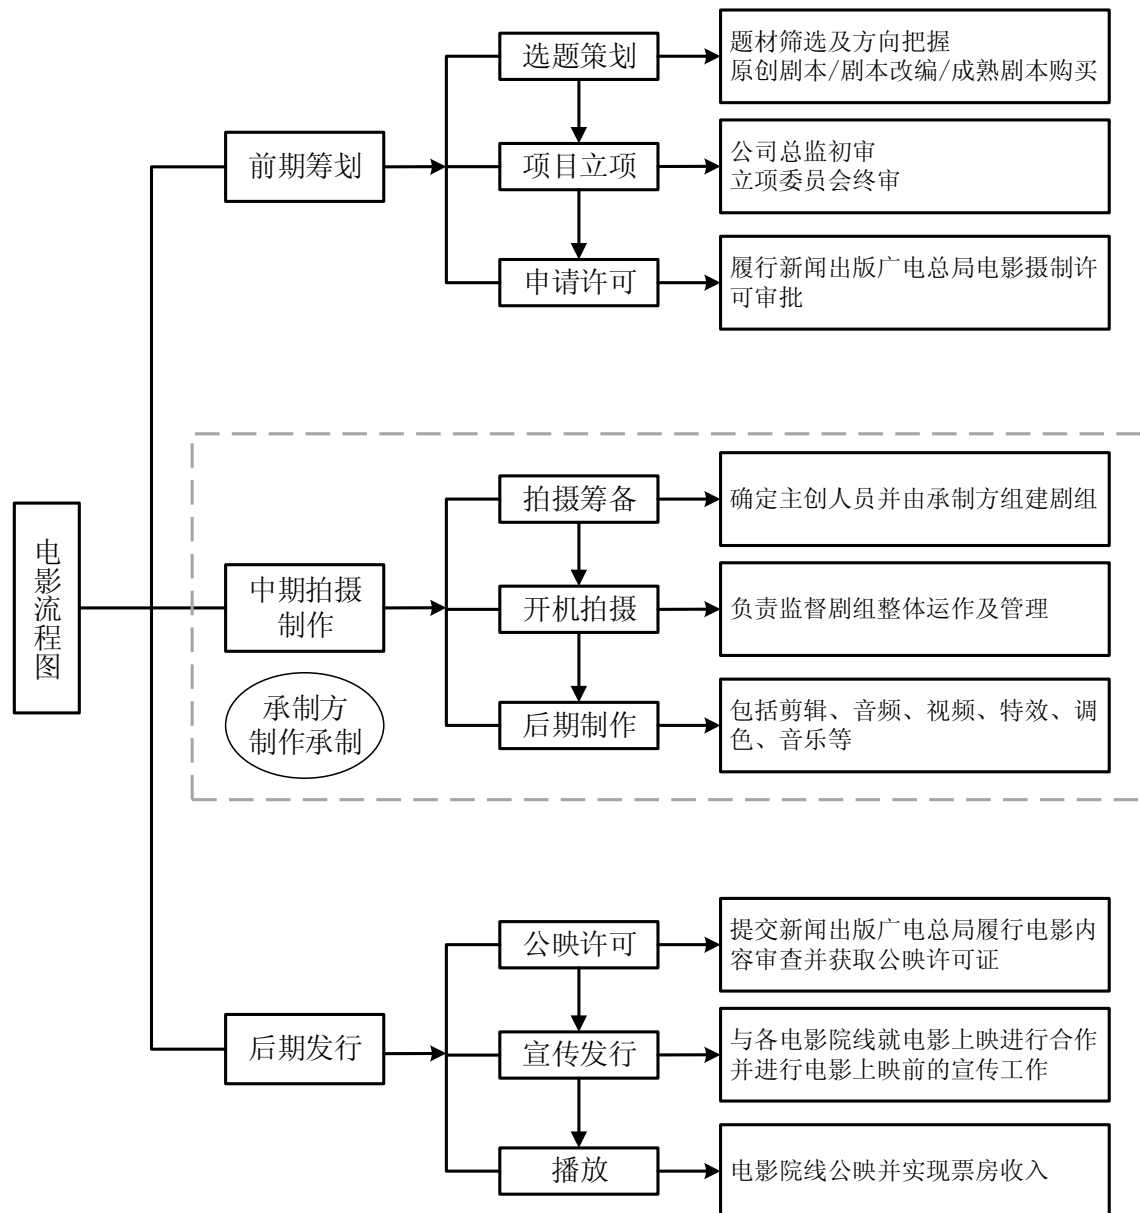 电影流程图
前期筹划
选题策划
题材筛选及方向把握
原创剧本/剧本改编/成熟剧本购买
项目立项
公司总监初审
立项委员会终审
申请许可
履行新闻出版广电总局电影摄制许
可审批
中期拍摄
制作
承制方
制作承制
拍摄筹备
确定主创人员并由承制方组建剧组
开机拍摄
负责监督剧组整体运作及管理
后期制作
包括剪辑、音频、视频、特效、调
色、音乐等
后期发行
公映许可
提交新闻出版广电总局履行电影内
容审查并获取公映许可证
宣传发行
与各电影院线就电影上映进行合作
并进行电影上映前的宣传工作
播放
电影院线公映并实现票房收入